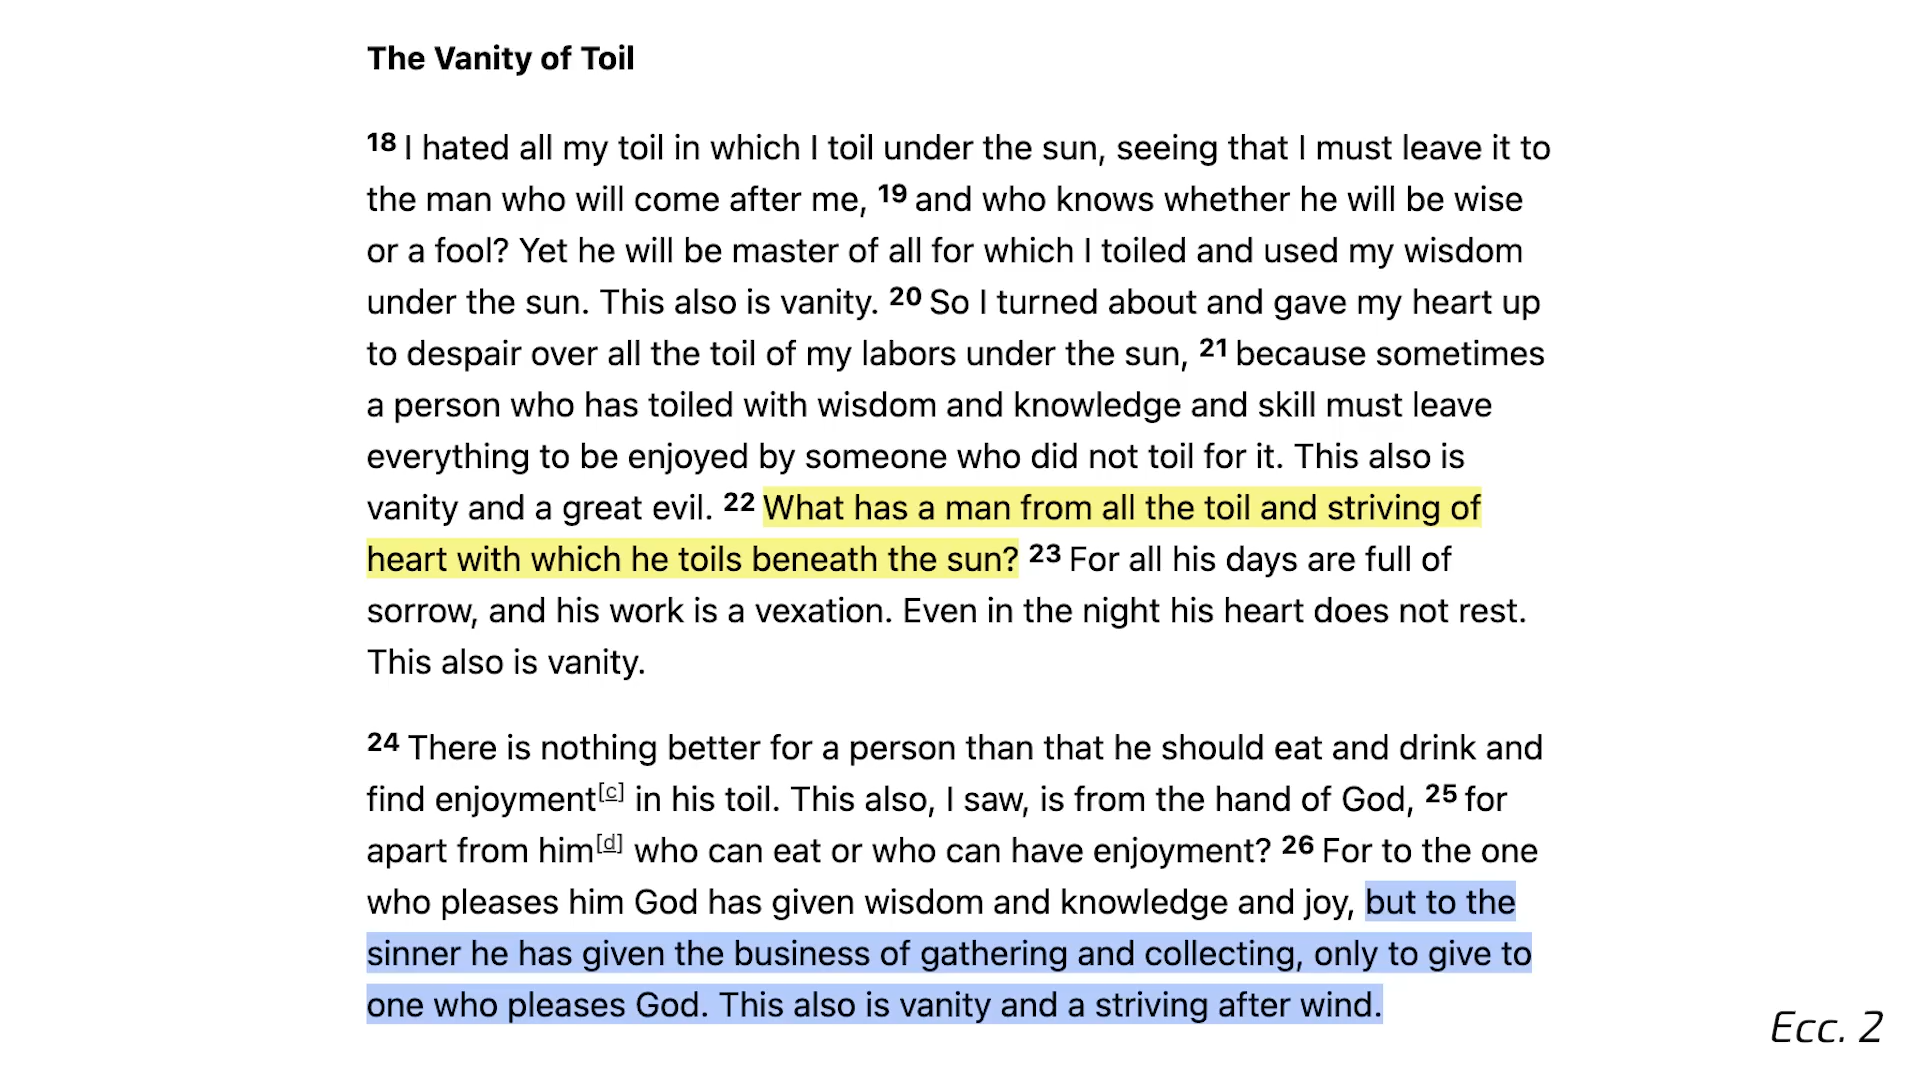 The Vanity of Toil
18 I hated all my toil in which I toil under the sun, seeing that I must leave it to
the man who will come after me, 19 and who knows whether he will be wise
or a fool? Yet he will be master of all for which I toiled and used my wisdom
under the sun. This also is vanity. 20 So I turned about and gave my heart up
to despair over all the toil of my labors under the sun, 21 because sometimes
a person who has toiled with wisdom and knowledge and skill must leave
everything to be enjoyed by someone who did not toil for it. This also is
vanity and a great evil. 22 What has a man from all the toil and striving of
heart with which he toils beneath the sun? 23 For all his days are full of
sorrow, and his work is a vexation. Even in the night his heart does not rest.
This also is vanity.
24 There is nothing better for a person than that he should eat and drink and
find enjoyment[c] in his toil. This also, I saw, is from the hand of God, 25 for
apart from him[d] who can eat or who can have enjoyment? 26 For to the one
who pleases him God has given wisdom and knowledge and joy, but to the
sinner he has given the business of gathering and collecting, only to give to
one who pleases God. This also is vanity and a striving after wind.
Ecc. 2